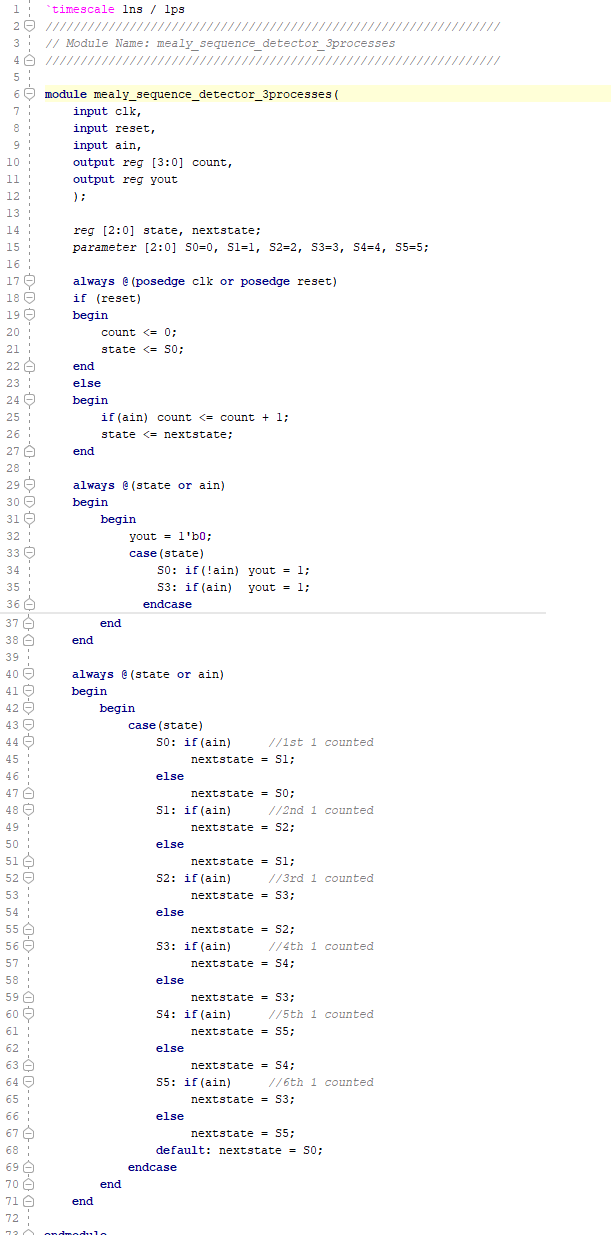 1 `timescale 1ns / 1ps
2 /////////////////////////////////////////////////////////////////
3 // Module Name: mealy_sequence_detector_3processes
4 /////////////////////////////////////////////////////////////////
5
6 module mealy_sequence_detector_3processes(
7 input clk,
8 input reset,
9 input ain,
10 output reg [3:0] count,
11 output reg yout
12 );
13
14 reg [2:0] state, nextstate;
15 parameter [2:0] S0=0, S1=1, S2=2, S3=3, S4=4, S5=5;
16
17 always @(posedge clk or posedge reset)
18 if (reset)
19 begin
20 count <= 0;
21 state <= S0;
22 end
23 else
24 begin
25 if(ain) count <= count + 1;
26 state <= nextstate;
27 end
28
29 always @(state or ain)
30 begin
31 begin
32 yout = 1'b0;
33 case(state)
34 S0: if(!ain) yout = 1;
35 S3: if(ain)  yout = 1;
36 endcase
37 end
38 end
39
40 always @(state or ain)
41 begin
42 begin
43 case(state)
44 S0: if(ain) //1st 1 counted
45 nextstate = S1;
46 else
47 nextstate = S0;
48 S1: if(ain) //2nd 1 counted
49 nextstate = S2;
50 else
51 nextstate = S1;
52 S2: if(ain) //3rd 1 counted
53 nextstate = S3;
54 else
55 nextstate = S2;
56 S3: if(ain) //4th 1 counted
57 nextstate = S4;
58 else
59 nextstate = S3;
60 S4: if(ain) //5th 1 counted
61 nextstate = S5;
62 else
63 nextstate = S4;
64 S5: if(ain) //6th 1 counted
65 nextstate = S3;
66 else
67 nextstate = S5;
68 default: nextstate = S0;
69 endcase
70 end
71 end
72
73 endmodule